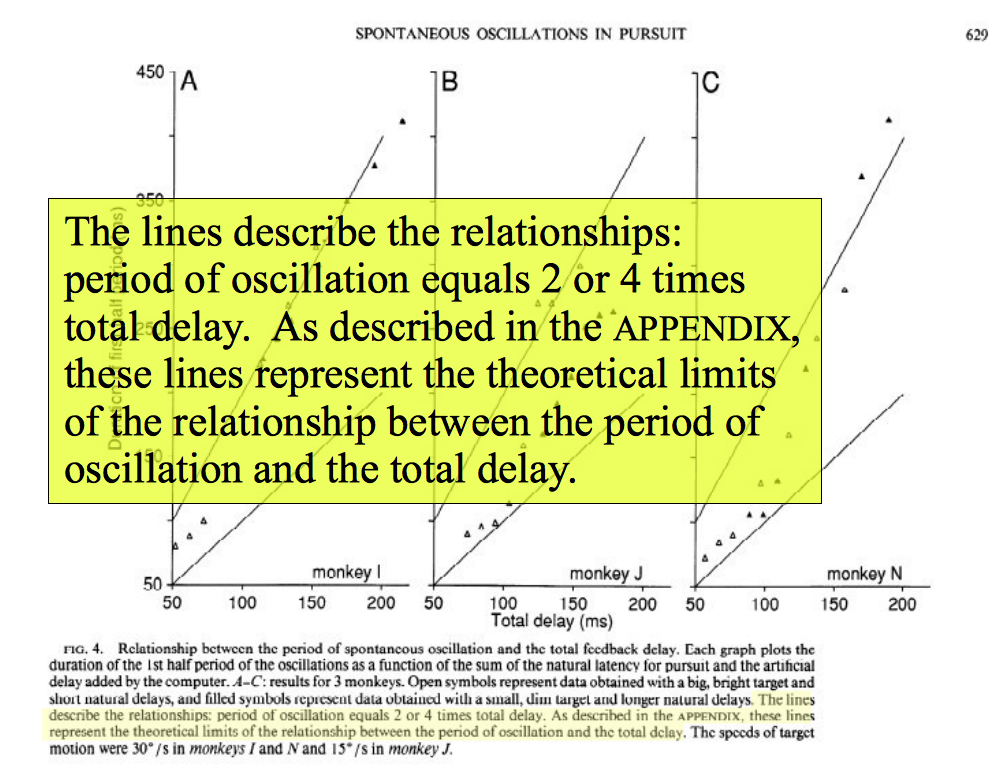 SPONTANEOUS OSCILLATIONS IN PURSUIT
629
450
A
B
C
350
The lines describe the relationships:
period of oscillation equals 2 or 4 times
total delay. As described in the APPENDIX,
these lines represent the theoretical limits
of the relationship between the period of
oscillation and the total delay.
250
150
50
monkey I
monkey J
monkey N
50 100 150 200
50 100 150 200
50 100 150 200
Total delay (ms)
FIG. 4. Relationship between the period of spontaneous oscillation and the total feedback delay. Each graph plots the
duration of the 1st half period of the oscillations as a function of the sum of the natural latency for pursuit and the artificial
delay added by the computer. A–C: results for 3 monkeys. Open symbols represent data obtained with a big, bright target and
short natural delays, and filled symbols represent data obtained with a small, dim target and longer natural delays. The lines
describe the relationships: period of oscillation equals 2 or 4 times total delay. As described in the APPENDIX, these lines
represent the theoretical limits of the relationship between the period of oscillation and the total delay. The speeds of target
motion were 30°/s in monkeys I and N and 15°/s in monkey J.